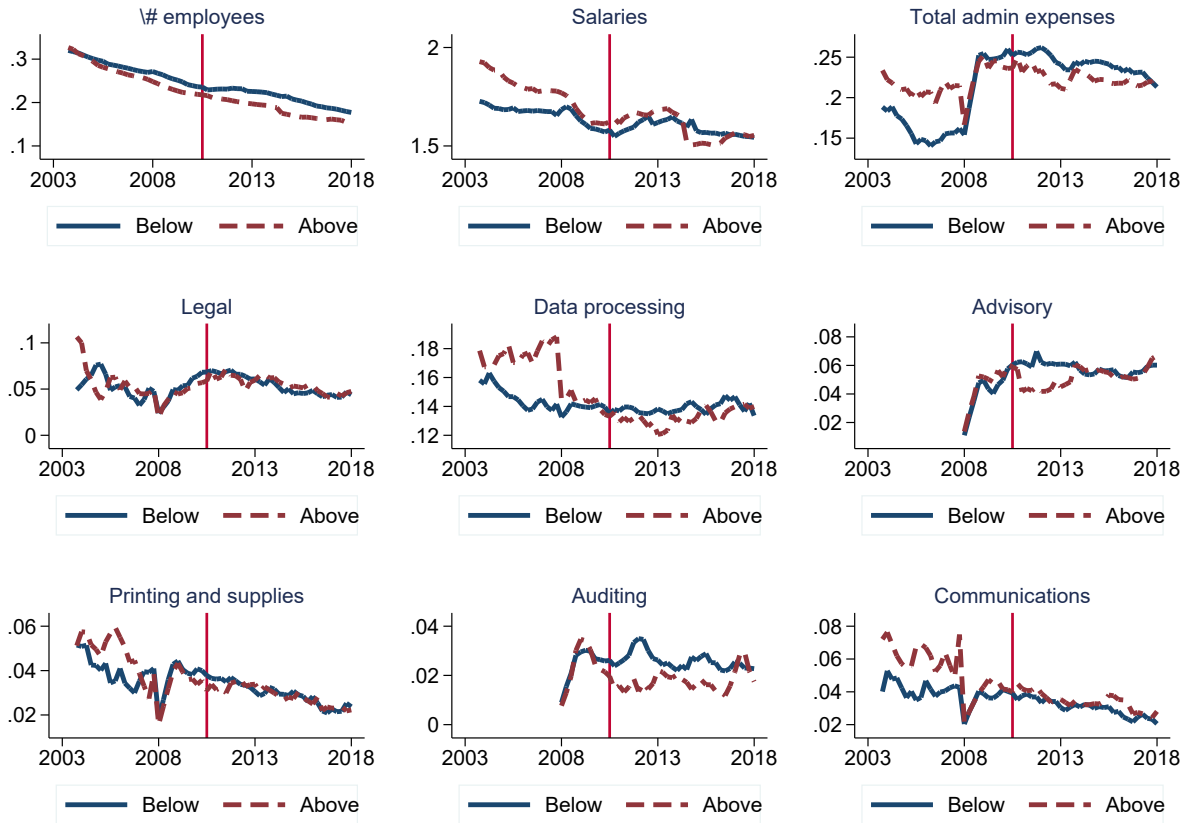 \# employees
Salaries
Total admin expenses
.3
.2
.1
2003 2008 2013 2018
Below Above
2
1.5
2003 2008 2013 2018
Below Above
.25
.2
.15
2003 2008 2013 2018
Below Above
Legal
Data processing
Advisory
.1
.05
0
2003 2008 2013 2018
Below Above
.18
.16
.14
.12
2003 2008 2013 2018
Below Above
.08
.06
.04
.02
2003 2008 2013 2018
Below Above
Printing and supplies
Auditing
Communications
.06
.04
.02
2003 2008 2013 2018
Below Above
.04
.02
0
2003 2008 2013 2018
Below Above
.08
.06
.04
.02
2003 2008 2013 2018
Below Above